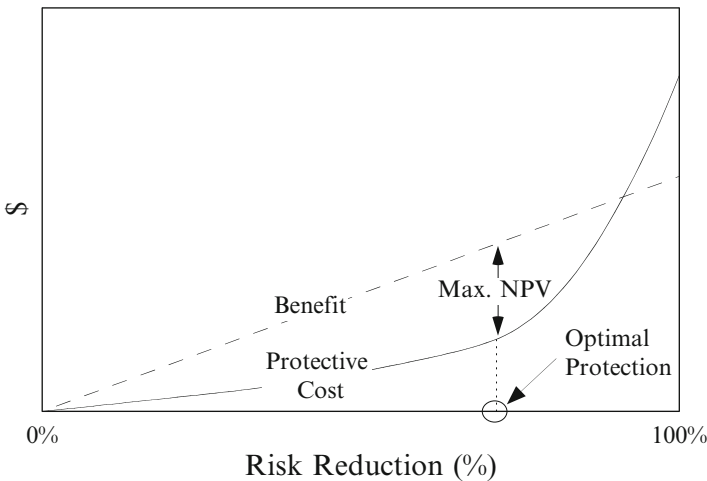 $
Benefit
Max. NPV
Protective
Cost
Optimal
Protection
0%
100%
Risk Reduction (%)